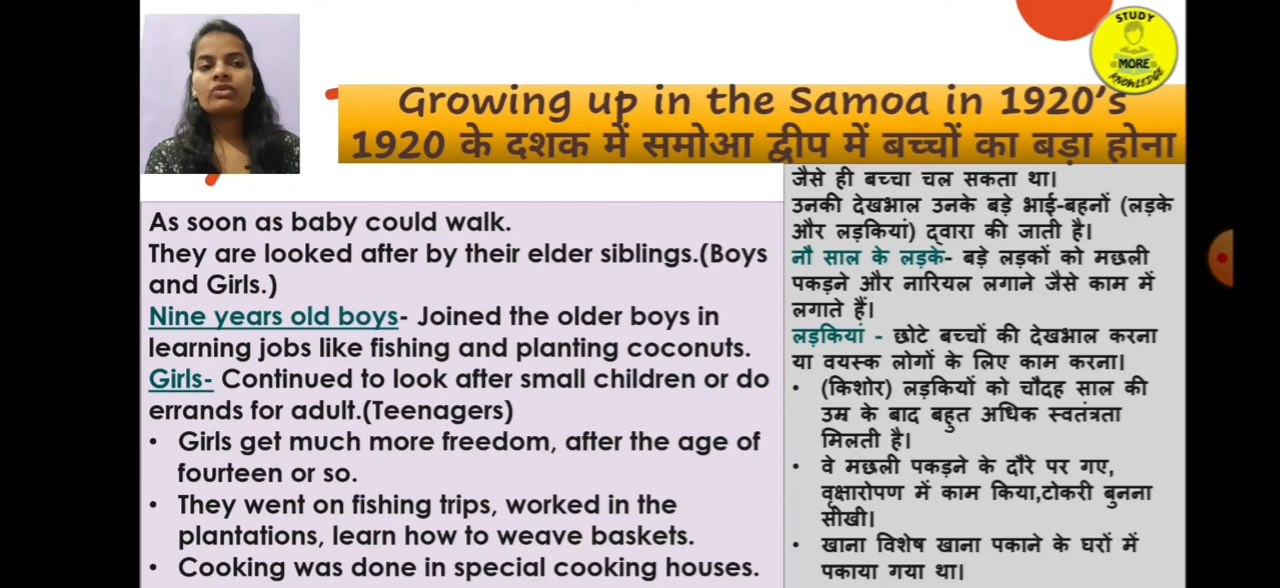 STUDY
MORE
KNOWLEDGE
Growing up in the Samoa in 1920's
1920 के दशक में समोआ द्वीप में बच्चों का बड़ा होना
As soon as baby could walk.
They are looked after by their elder siblings.(Boys
and Girls.)
Nine years old boys- Joined the older boys in
learning jobs like fishing and planting coconuts.
Girls- Continued to look after small children or do
errands for adult.(Teenagers)
• Girls get much more freedom, after the age of
fourteen or so.
• They went on fishing trips, worked in the
plantations, learn how to weave baskets.
• Cooking was done in special cooking houses.
जैसे ही बच्चा चल सकता था।
उनकी देखभाल उनके बड़े भाई-बहनों (लड़के
और लड़कियां) द्वारा की जाती है।
नौ साल के लड़के- बड़े लड़कों को मछली
पकड़ने और नारियल लगाने जैसे काम में
लगाते हैं।
लड़कियां - छोटे बच्चों की देखभाल करना
या वयस्क लोगों के लिए काम करना।
• (किशोर) लड़कियों को चौदह साल की
उम्र के बाद बहुत अधिक स्वतंत्रता
मिलती है।
• वे मछली पकड़ने के दौरे पर गए,
वृक्षारोपण में काम किया,टोकरी बुनना
सीखी।
• खाना विशेष खाना पकाने के घरों में
पकाया गया था।